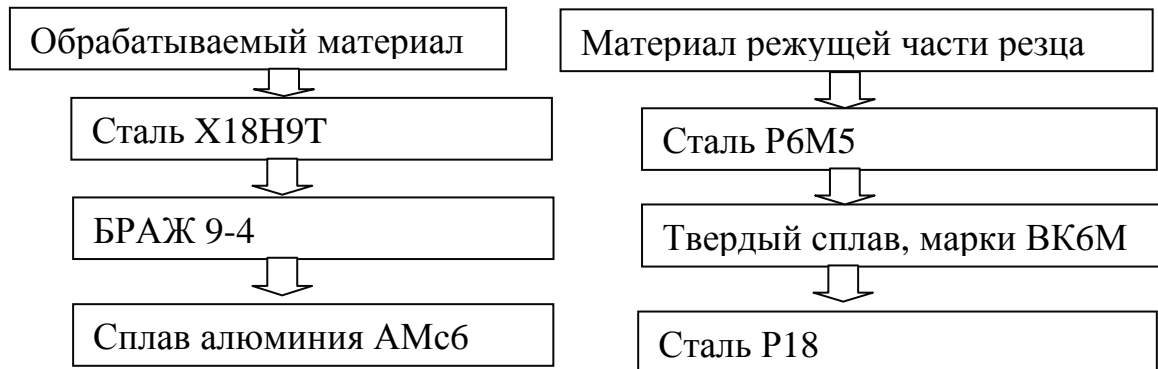 Обрабатываемый материал
Сталь Х18Н9Т
БРАЖ 9-4
Сплав алюминия АМс6
Материал режущей части резца
Сталь Р6М5
Твердый сплав, марки ВК6М
Сталь Р18